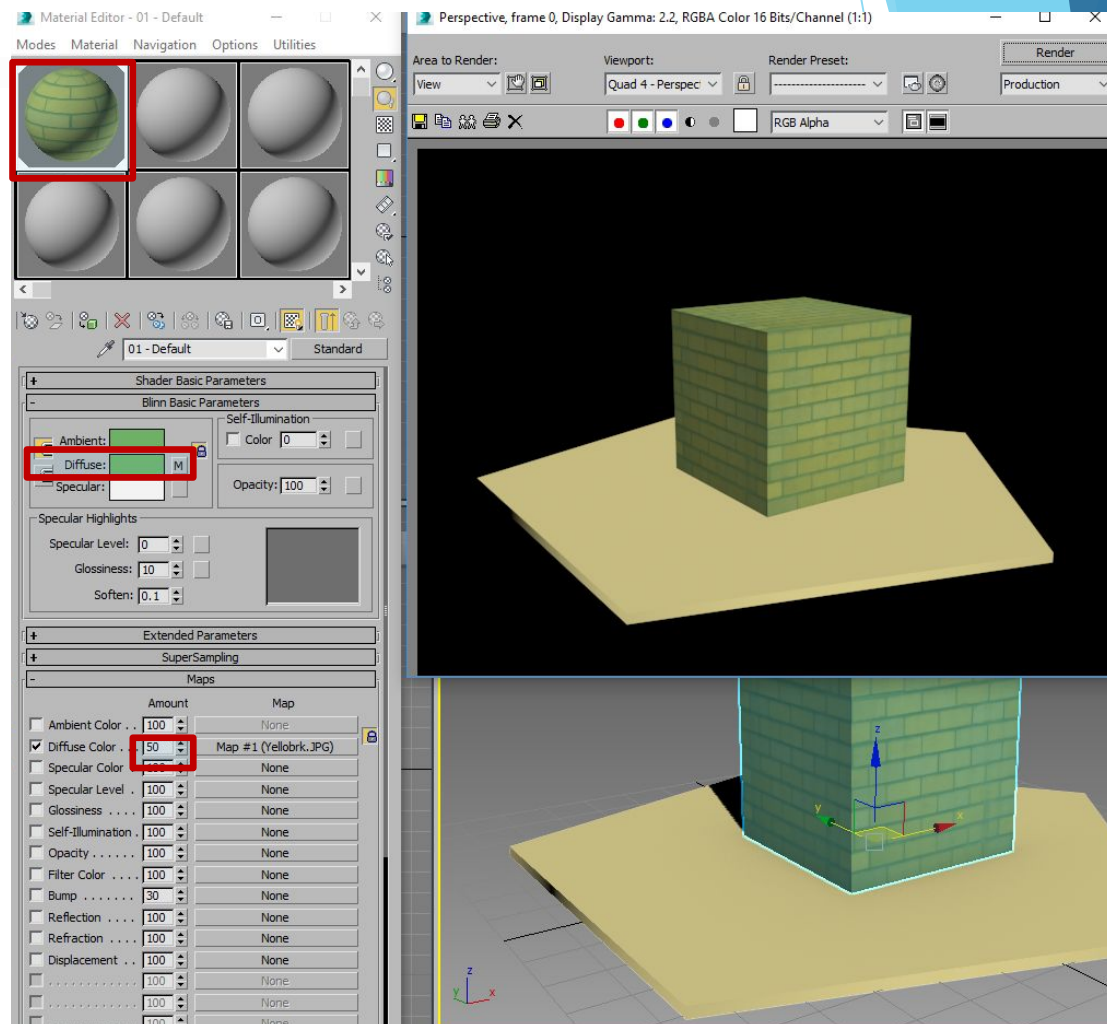 Material Editor - 01 - Default
Modes Material Navigation Options Utilities
01 - Default Standard
+ Shader Basic Parameters
- Blinn Basic Parameters
Ambient:
Diffuse: M
Specular:
Self-Illumination
Color 0
Opacity: 100
Specular Highlights
Specular Level: 0
Glossiness: 10
Soften: 0.1
+ Extended Parameters
+ SuperSampling
- Maps
Amount Map
Ambient Color . . 100 None
Diffuse Color . . . 50 Map #1 (Yellobrk.JPG)
Specular Color 100 None
Specular Level . 100 None
Glossiness . . . . 100 None
Self-Illumination . 100 None
Opacity . . . . . . 100 None
Filter Color . . . . 100 None
Bump . . . . . . . 30 None
Reflection . . . . 100 None
Refraction . . . . 100 None
Displacement . . 100 None
. . . . . . . . . . . . 100 None
. . . . . . . . . . . . 100 None
. . . . . . . . . . . . 100 None
Perspective, frame 0, Display Gamma: 2.2, RGBA Color 16 Bits/Channel (1:1)
Area to Render: Viewport: Render Preset: Render
View Quad 4 - Perspec ---------------------- Production
RGB Alpha
z
y x
z
y x